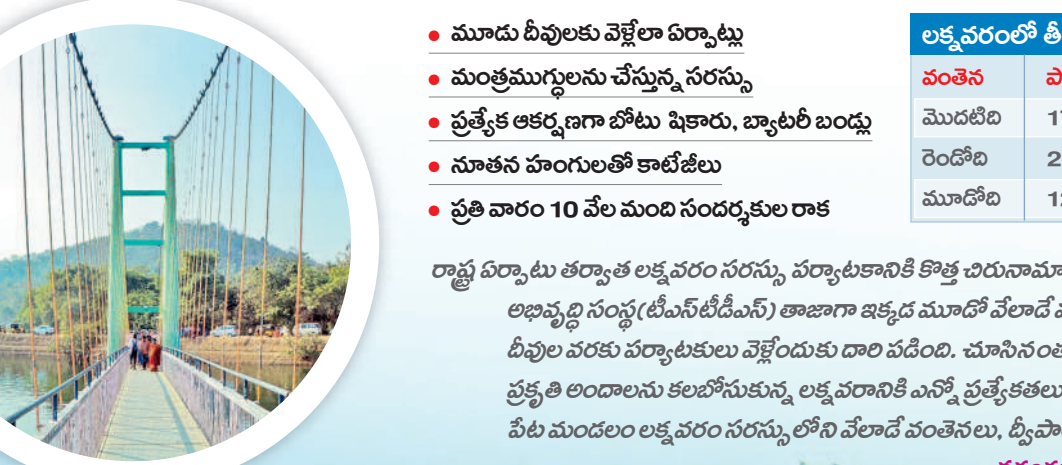 మూడు దీవులకు వెళ్లేలా ఏర్పాట్లు
మంత్రముగ్ధులను చేస్తున్న సరస్సు
ప్రత్యేక ఆకర్షణగా బోటు షికారు, బ్యాటరీ బండ్లు
నూతన హంగులతో కాటేజీలు
ప్రతి వారం 10 వేల మంది సందర్శకుల రాక
లక్నవరంలో
వంతెన
మొదటిది
రెండోది
మూడోది
రాష్ట్ర ఏర్పాటు తర్వాత లక్నవరం సరస్సు పర్యాటకానికి కొత్త
అభివృద్ధి సంస్థ(టీఎస్‌టీడీఎస్) తాజాగా ఇక్కడ మూడో వేలాడే
దీవుల వరకు పర్యాటకులు వెళ్లేందుకు దారి పడింది.
ప్రకృతి అందాలను కలబోసుకున్న లక్నవరానికి ఎన్నో
పేట మండలం లక్నవరం సరస్సులోని వేలాడే వంతెనలు,